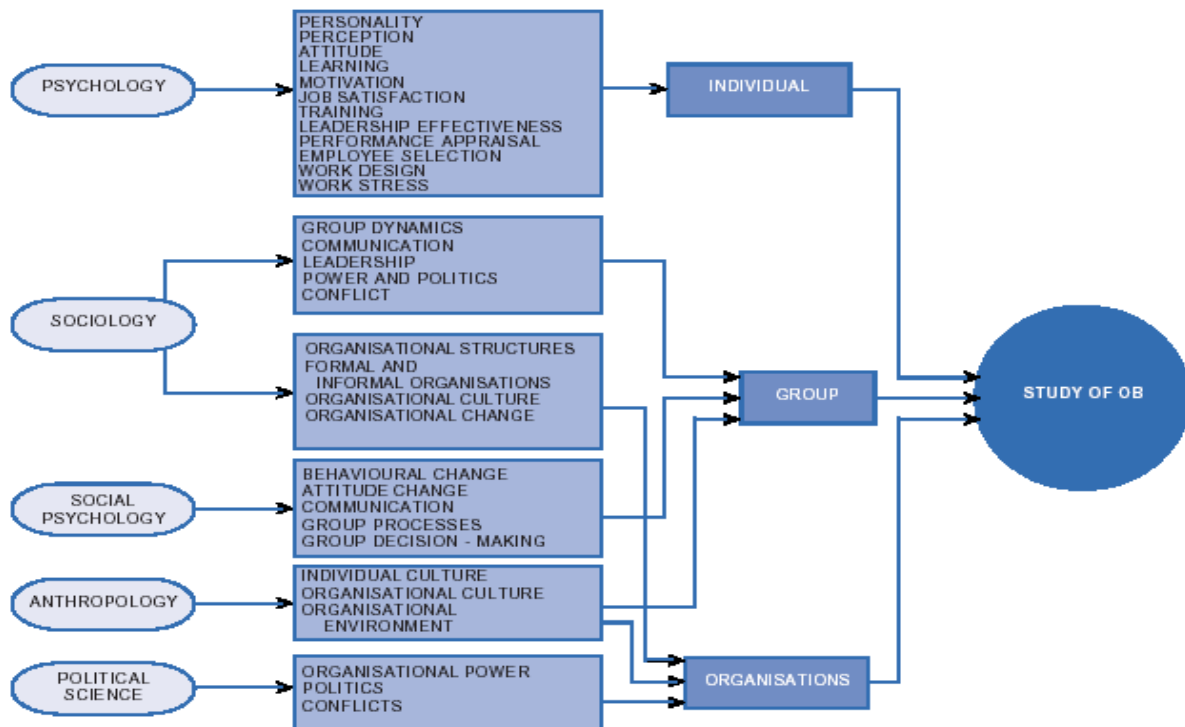 PSYCHOLOGY
PERSONALITY
PERCEPTION
ATTITUDE
LEARNING
MOTIVATION
JOB SATISFACTION
TRAINING
LEADERSHIP EFFECTIVENESS
PERFORMANCE APPRAISAL
EMPLOYEE SELECTION
WORK DESIGN
WORK STRESS
INDIVIDUAL
SOCIOLOGY
GROUP DYNAMICS
COMMUNICATION
LEADERSHIP
POWER AND POLITICS
CONFLICT
ORGANISATIONAL STRUCTURES
FORMAL AND
INFORMAL ORGANISATIONS
ORGANISATIONAL CULTURE
ORGANISATIONAL CHANGE
GROUP
STUDY OF OB
SOCIAL
PSYCHOLOGY
BEHAVIOURAL CHANGE
ATTITUDE CHANGE
COMMUNICATION
GROUP PROCESSES
GROUP DECISION - MAKING
ANTHROPOLOGY
INDIVIDUAL CULTURE
ORGANISATIONAL CULTURE
ORGANISATIONAL
ENVIRONMENT
POLITICAL
SCIENCE
ORGANISATIONAL POWER
POLITICS
CONFLICTS
ORGANISATIONS